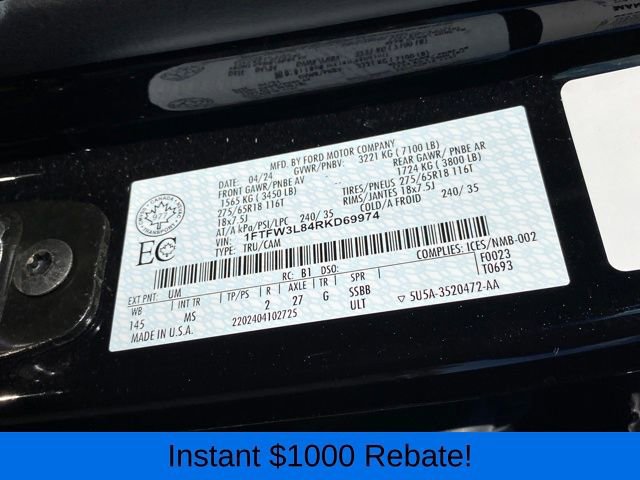 MFD. BY FORD MOTOR COMPANY
04/24 GVWR/PNBV: 3221 KG ( 7100 LB)
FRONT GAWR/ PNBE AV REAR GAWR/ PNBE AR
1565 KG ( 3450 LB) 1724 KG ( 3800 LB)
275/65R18 116T TIRES/PNEUS 275/65R18 116T
18x7.5J RIMS/JANTES 18x7.5J
AT/A kPa/PSI/LPC 240/ 35 COLD/A FROID 240/ 35
VIN: 1FTFW3L84RKD69974
TYPE: TRU/CAM
CANADA
977
EC
COMPLIES: ICES/NMB-002
EXT PNT: UM RC: B1 DSO: F0023
WB INT TR TP/PS R AXLE TR SPR T0693
145 MS 2 27 G SSBB
ULT 5U5A-3520472-AA
MADE IN U.S.A. 2202404102725
Instant $1000 Rebate!